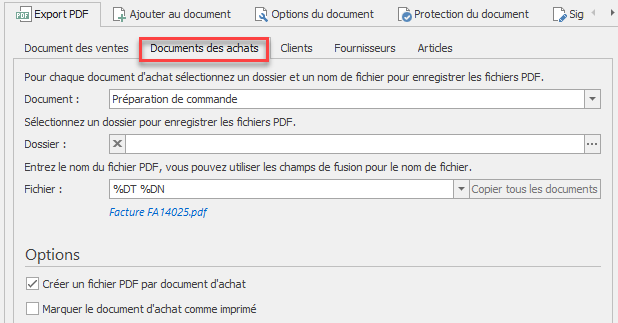 Export PDF Ajouter au document Options du document Protection du document Sig
Document des ventes Documents des achats Clients Fournisseurs Articles
Pour chaque document d'achat sélectionnez un dossier et un nom de fichier pour enregistrer les fichiers PDF.
Document : Préparation de commande
Sélectionnez un dossier pour enregistrer les fichiers PDF.
Dossier :
Entrez le nom du fichier PDF, vous pouvez utiliser les champs de fusion pour le nom de fichier.
Fichier : %DT %DN Copier tous les documents
Facture FA14025.pdf
Options
Créer un fichier PDF par document d'achat
Marquer le document d'achat comme imprimé